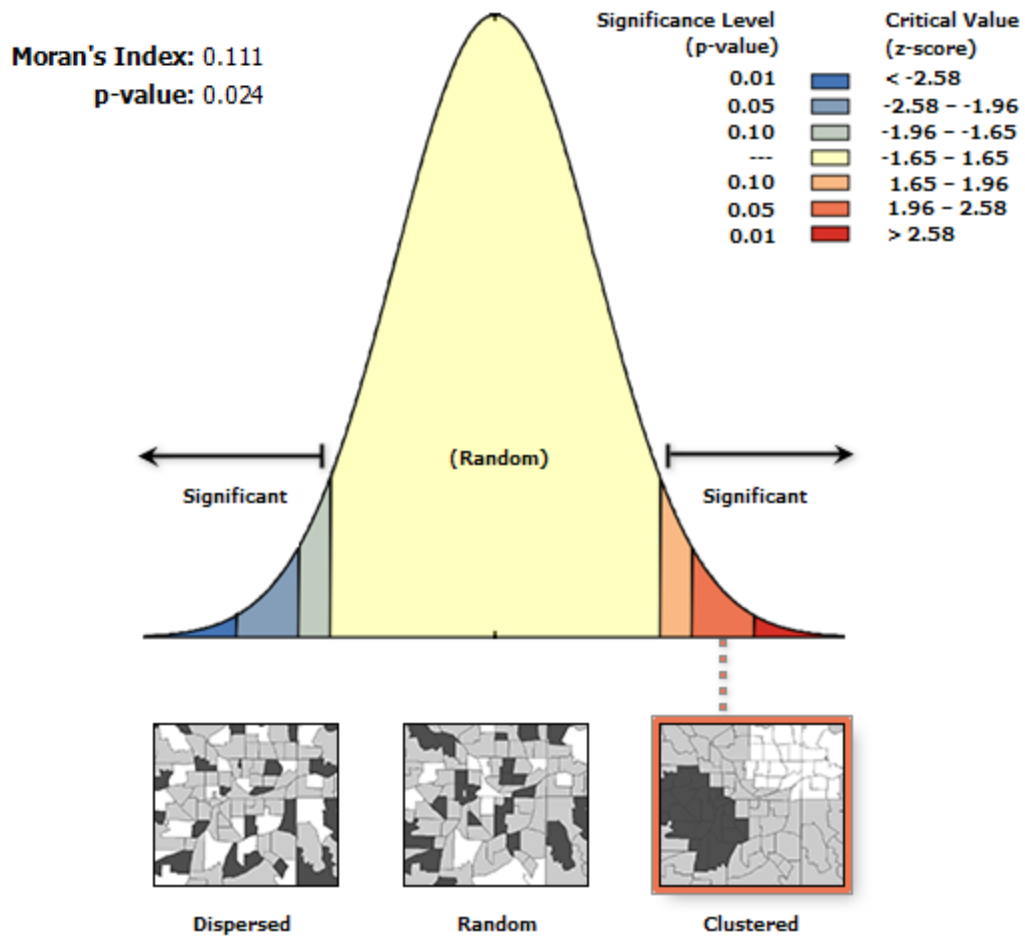 Moran's Index: 0.111
p-value: 0.024
Significance Level
(p-value)
Critical Value
(z-score)
0.01 < -2.58
0.05 -2.58 – -1.96
0.10 -1.96 – -1.65
--- -1.65 – 1.65
0.10 1.65 – 1.96
0.05 1.96 – 2.58
0.01 > 2.58
(Random)
Significant
Significant
Dispersed
Random
Clustered